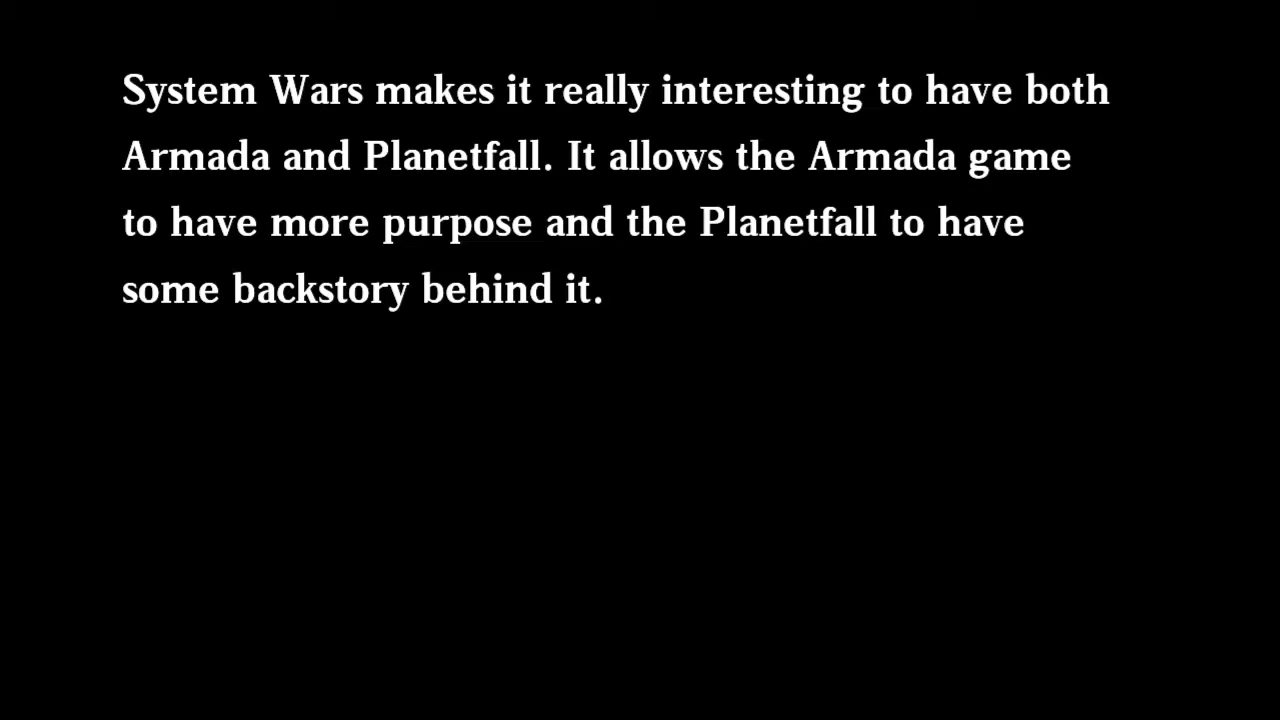 System Wars makes it really interesting to have both
Armada and Planetfall. It allows the Armada game
to have more purpose and the Planetfall to have
some backstory behind it.